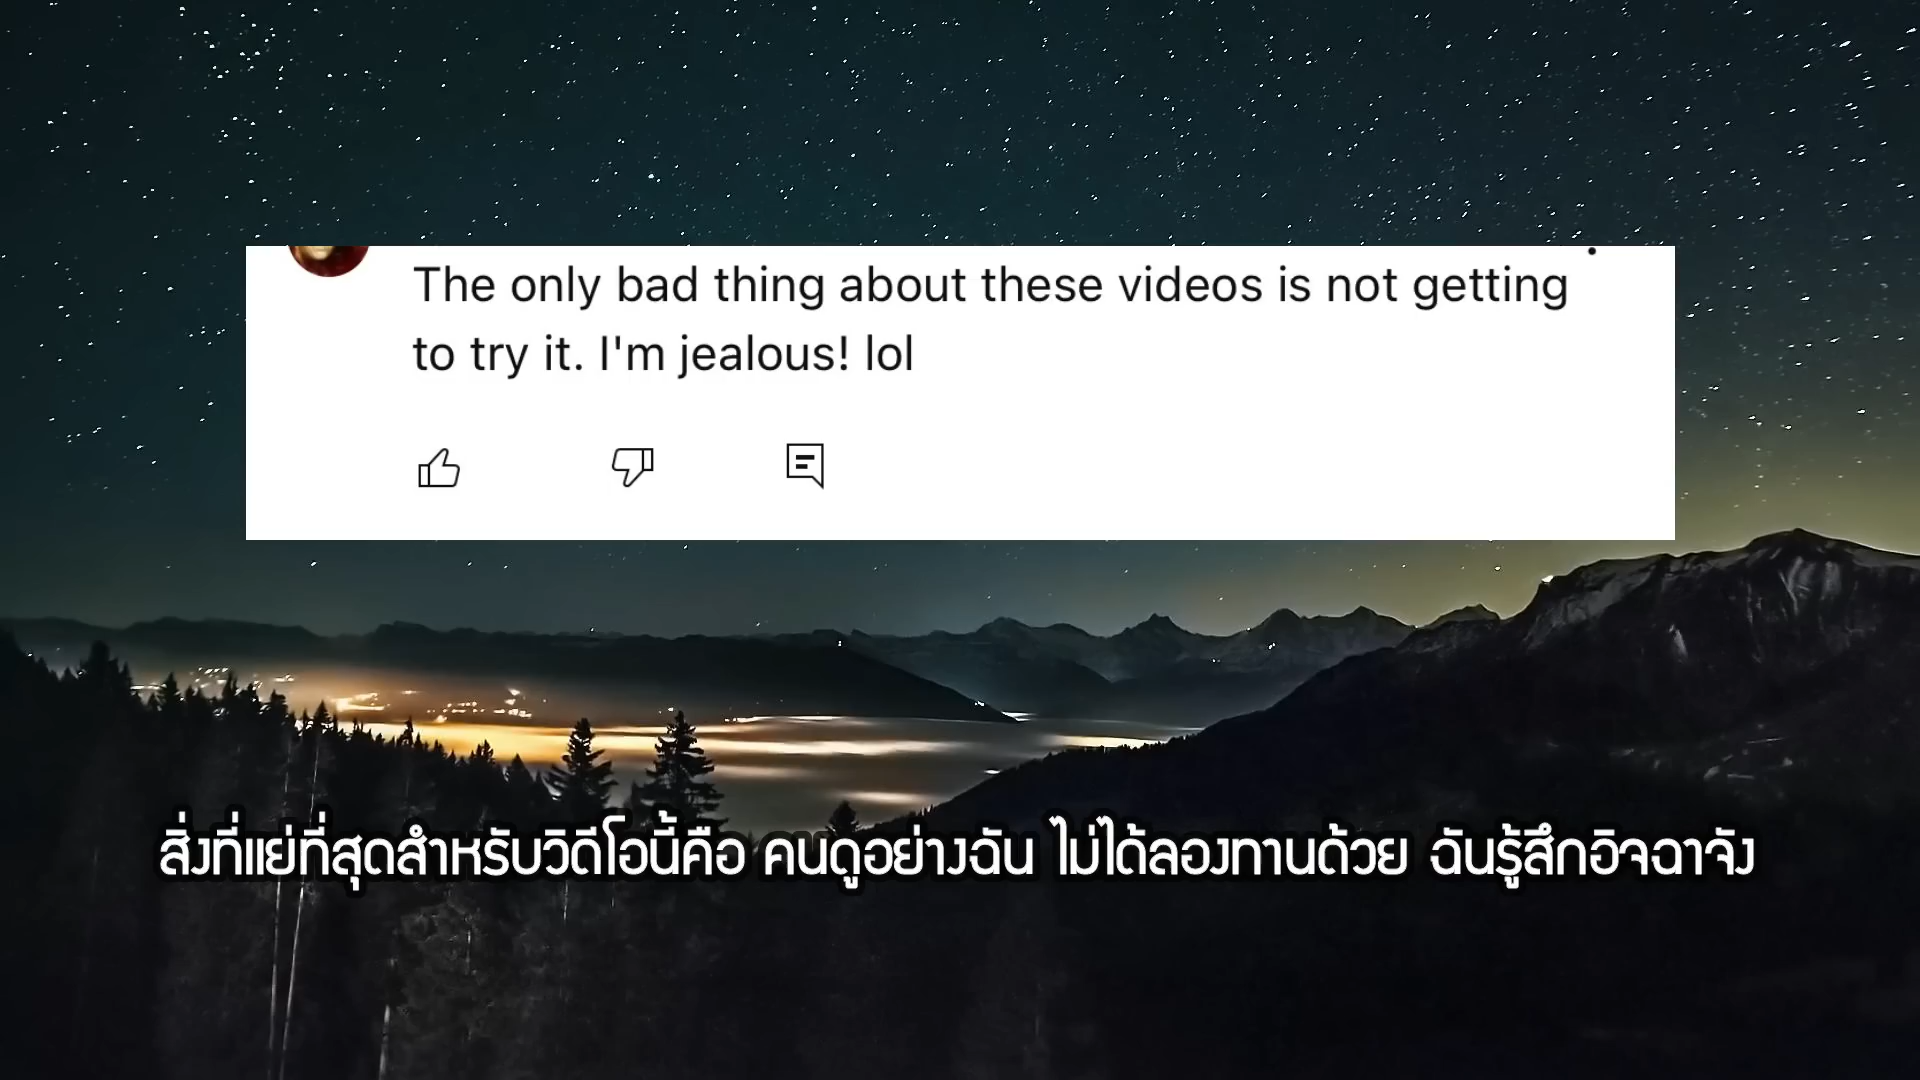 The only bad thing about these videos is not getting
to try it. I'm jealous! lol
สิ่งที่แย่ที่สุดสำหรับวิดีโอนี้คือ คนดูอย่างฉัน ไม่ได้ลองทานด้วย ฉันรู้สึกอิจฉาจัง